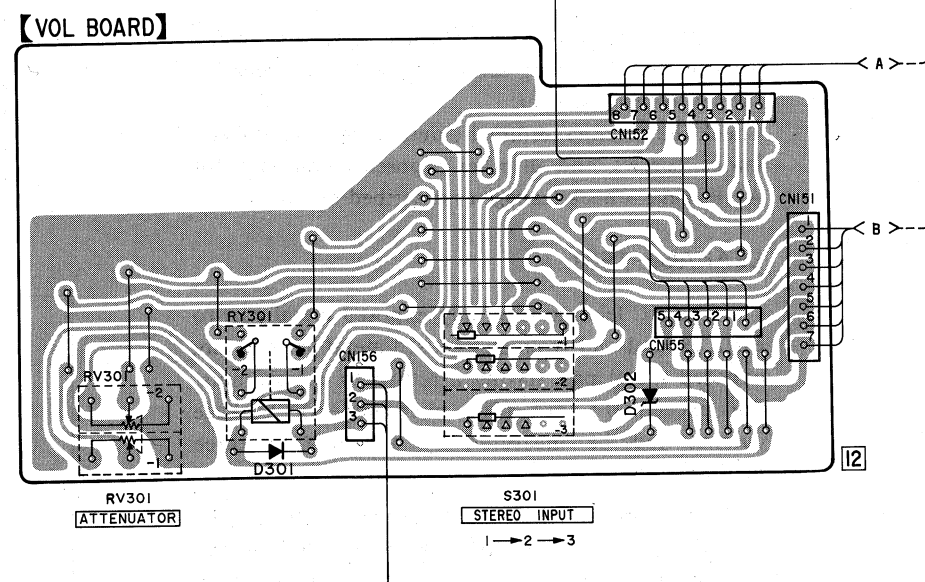 【VOL BOARD】
A
8 7 6 5 4 3 2 1
CN152
CN151
1
B
2
3
4
5
6
RY301
5 4 3 2 1
-1
CN155
CN156
-2 -1
1
RV301
-2
-2
2
D302
3
-3
-1
D301
12
RV301
ATTENUATOR
S301
STEREO INPUT
1→2→3